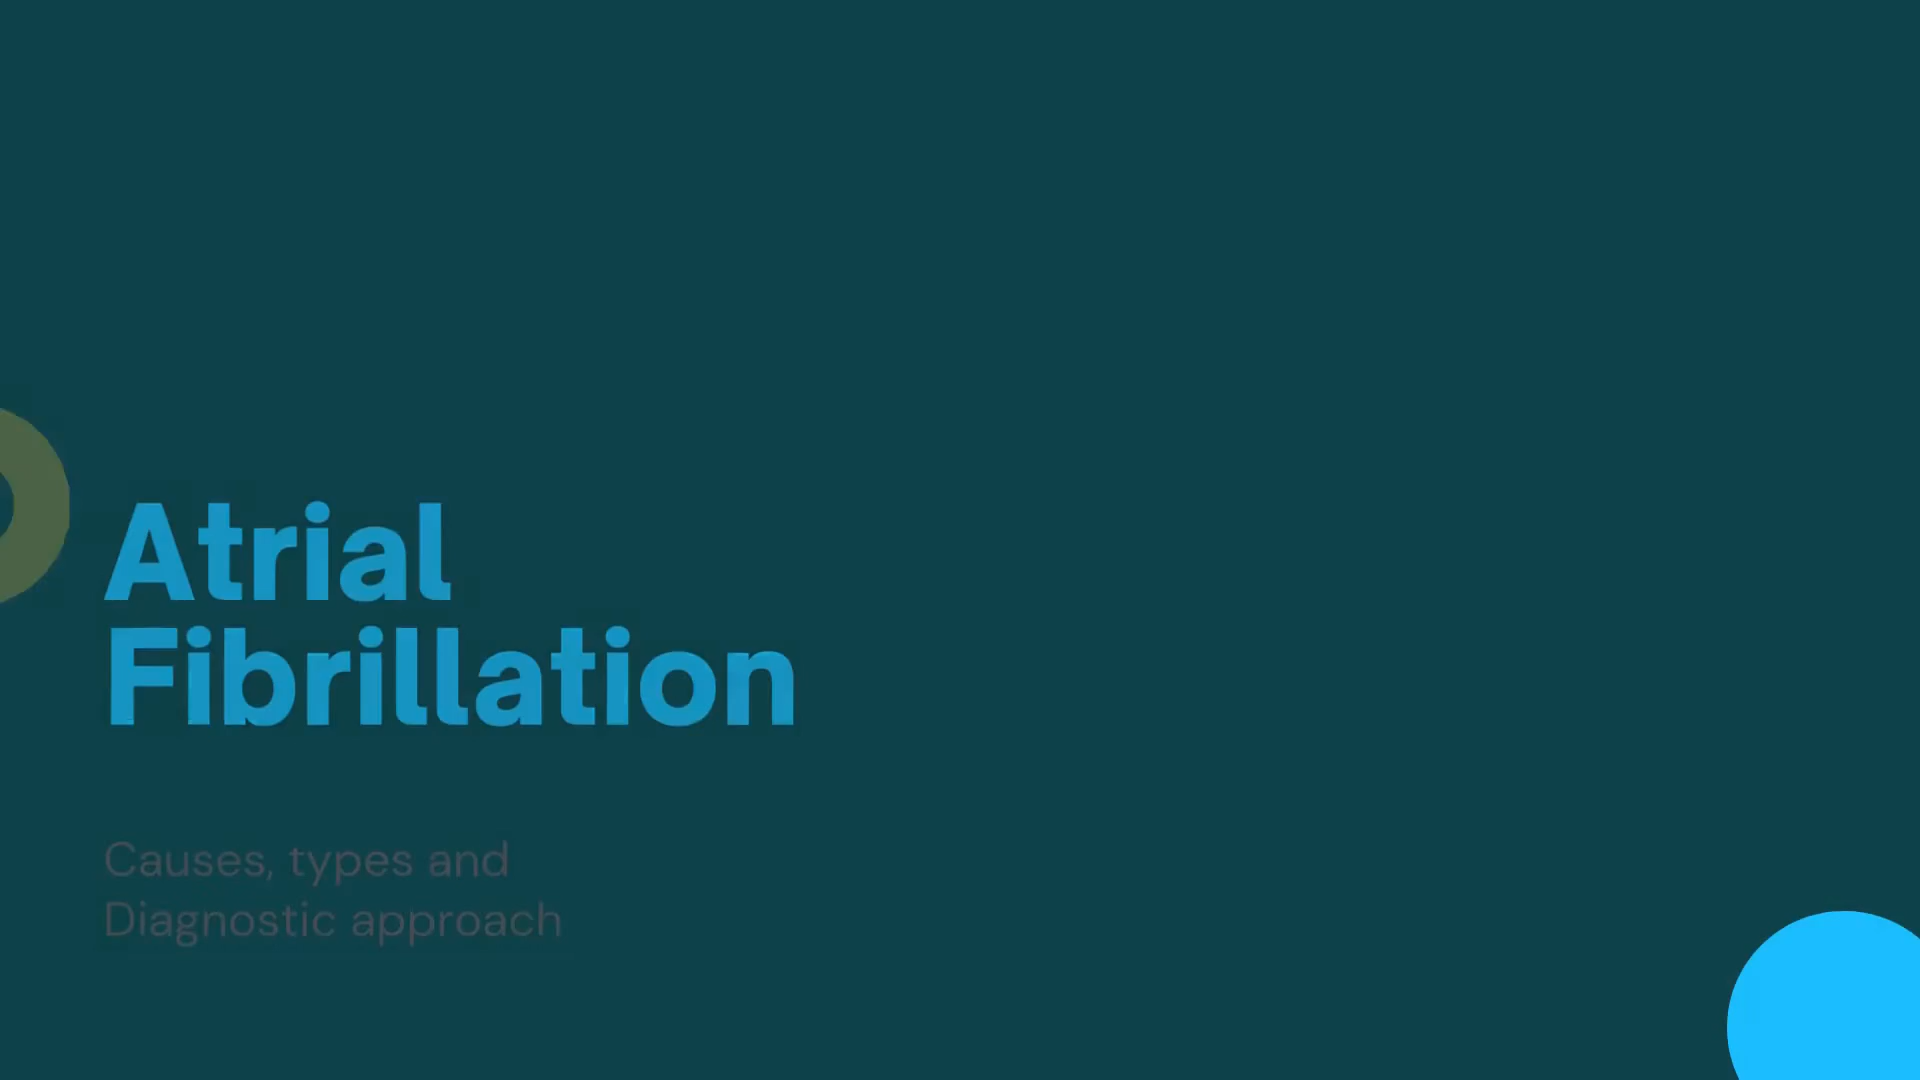 Atrial
Fibrillation
Causes, types and
Diagnostic approach